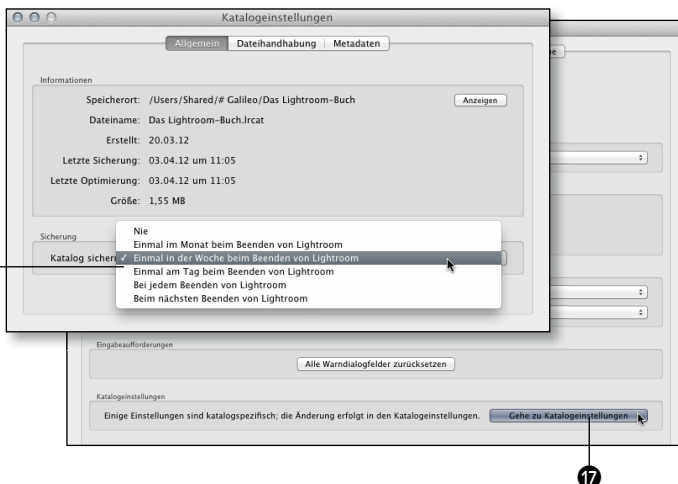 Katalogeinstellungen
Allgemein Dateihandhabung Metadaten
Informationen
Speicherort: /Users/Shared/# Galileo/Das Lightroom-Buch Anzeigen
Dateiname: Das Lightroom-Buch.lrcat
Erstellt: 20.03.12
Letzte Sicherung: 03.04.12 um 11:05
Letzte Optimierung: 03.04.12 um 11:05
Größe: 1,55 MB
Sicherung
Katalog sichern
Nie
Einmal im Monat beim Beenden von Lightroom
✓ Einmal in der Woche beim Beenden von Lightroom
Einmal am Tag beim Beenden von Lightroom
Bei jedem Beenden von Lightroom
Beim nächsten Beenden von Lightroom
Eingabeaufforderungen
Alle Warndialogfelder zurücksetzen
Katalogeinstellungen
Einige Einstellungen sind katalogspezifisch; die Änderung erfolgt in den Katalogeinstellungen. Gehe zu Katalogeinstellungen
⓱